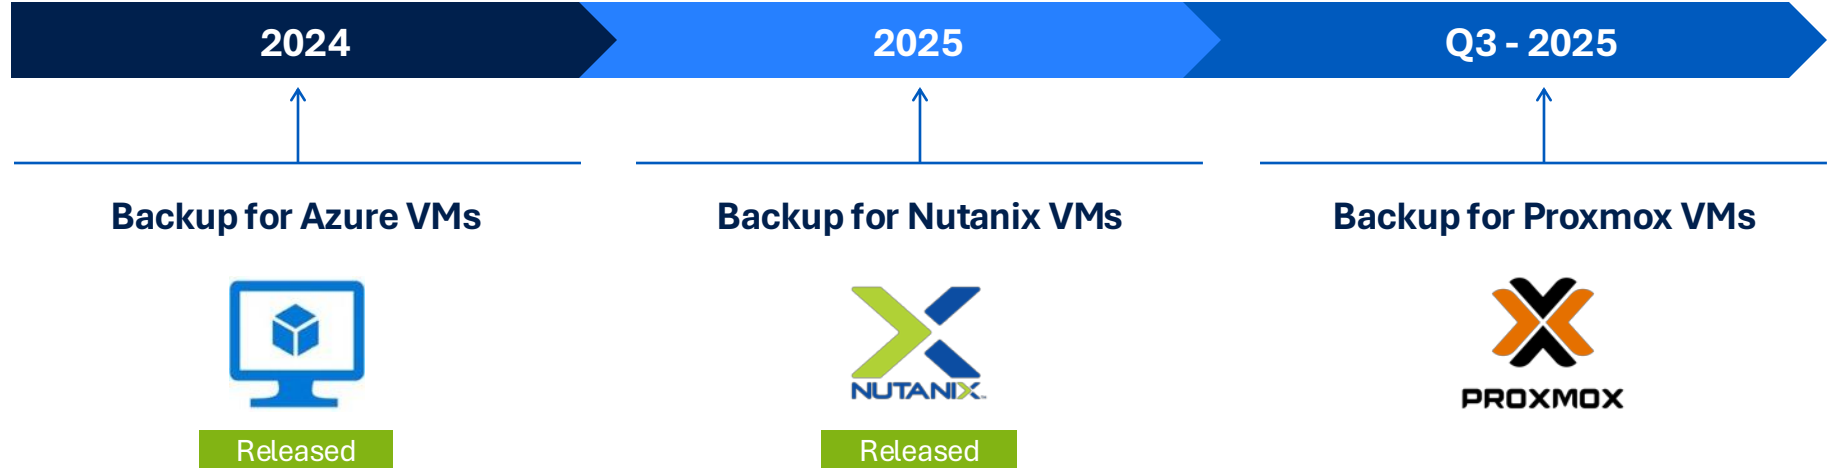 2024
2025
Q3 - 2025
Backup for Azure VMs
Backup for Nutanix VMs
Backup for Proxmox VMs
NUTANIX™
PROXMOX
Released
Released